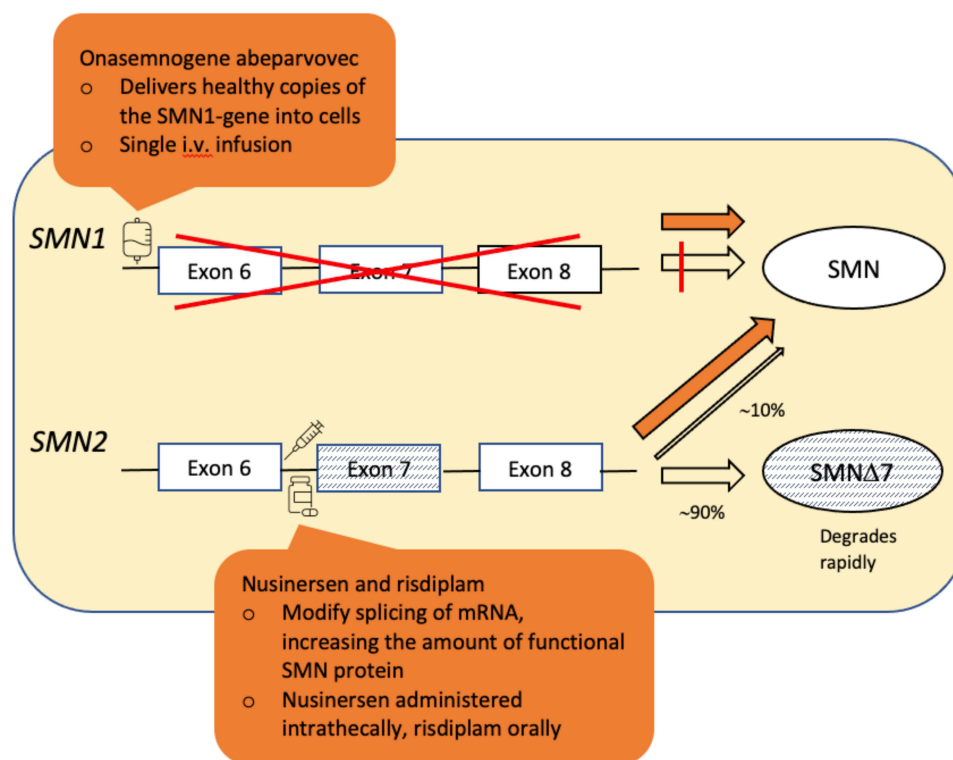 Onasemnogene abeparvovec
o Delivers healthy copies of
the SMN1-gene into cells
o Single i.v. infusion
SMN1
Exon 6
Exon 7
Exon 8
SMN
~10%
SMN2
Exon 6
Exon 7
Exon 8
~90%
SMNΔ7
Degrades
rapidly
Nusinersen and risdiplam
o Modify splicing of mRNA,
increasing the amount of functional
SMN protein
o Nusinersen administered
intrathecally, risdiplam orally